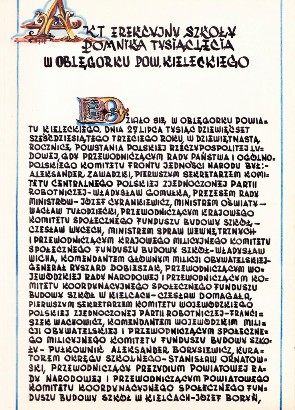 AKT EREKCYJNY SZKOŁY
POMNIKA TYSIĄCLECIA
W OBLĘGORKU POW. KIELECKIEGO
DZIAŁO SIĘ, W OBLĘGORKU POWIA-
TU KIELECKIEGO, DNIA 27 LIPCA TYSIĄC DZIEWIĘĆSET
SZEŚĆDZIESIĄTEGO TRZECIEGO ROKU, W DZIEWIĘTNASTĄ
ROCZNICĘ, POWSTANIA POLSKIEJ RZECZYPOSPOLITEJ LU-
DOWEJ, GDY PRZEWODNICZĄCYM RADY PAŃSTWA I OGÓLNO-
POLSKIEGO KOMITETU FRONTU JEDNOŚCI NARODU BYŁ:-
ALEKSANDER, ZAWADZKI, PIERWSZYM SEKRETARZEM KOMI-
TETU CENTRALNEGO POLSKIEJ ZJEDNOCZONEJ PARTII
ROBOTNICZEJ-WŁADYSŁAW GOMUŁKA, PREZESEM RADY
MINISTRÓW-JÓZEF CYRANKIEWICZ, MINISTREM OŚWIATY-
WACŁAW TUŁODZIECKI, PRZEWODNICZĄCYM KRAJOWEGO
KOMITETU SPOŁECZNEGO FUNDUSZU BUDOWY SZKÓŁ-
CZESŁAW WYCECH, MINISTREM SPRAW WEWNĘTRZNYCH
I PRZEWODNICZĄCYM KRAJOWEGO MILICYJNEGO KOMITETU
SPOŁECZNEGO FUNDUSZU BUDOWY SZKÓŁ-WŁADYSŁAW
WICHA, KOMENDANTEM GŁÓWNYM MILICJI OBYWATELSKIEJ-
GENERAŁ RYSZARD DOBIESZAK, PRZEWODNICZĄCYM WO-
JEWÓDZKIEJ RADY NARODOWEJ I PRZEWODNICZĄCYM KO-
MITETU KOORDYNACYJNEGO SPOŁECZNEGO FUNDUSZU
BUDOWY SZKÓŁ W KIELCACH-CZESŁAW DOMAGAŁA,
PIERWSZYM SEKRETARZEM KOMITETU WOJEWÓDZKIEGO
POLSKIEJ ZJEDNOCZONEJ PARTII ROBOTNICZEJ-FRANCI-
SZEK WACHOWICZ, KOMENDANTEM WOJEWÓDZKIM MILI-
CJI OBYWATELSKIEJ I PRZEWODNICZĄCYM SPOŁECZNE-
GO MILICYJNEGO KOMITETU FUNDUSZU BUDOWY SZKÓ-
ŁY- PUŁKOWNIK ALEKSANDER BORYSIEWICZ, KURA-
TOREM OKRĘGU SZKOLNEGO-STANISŁAW ORNATOW-
SKI, PRZEWODNICZĄCY PREZYDIUM POWIATOWEJ RA-
DY NARODOWEJ I PRZEWODNICZĄCYM POWIATOWEGO
KOMITETU KOORDYNACYJNEGO SPOŁECZNEGO FUN-
DUSZU BUDOWY SZKÓŁ W KIELCACH-JÓZEF BORYŃ,